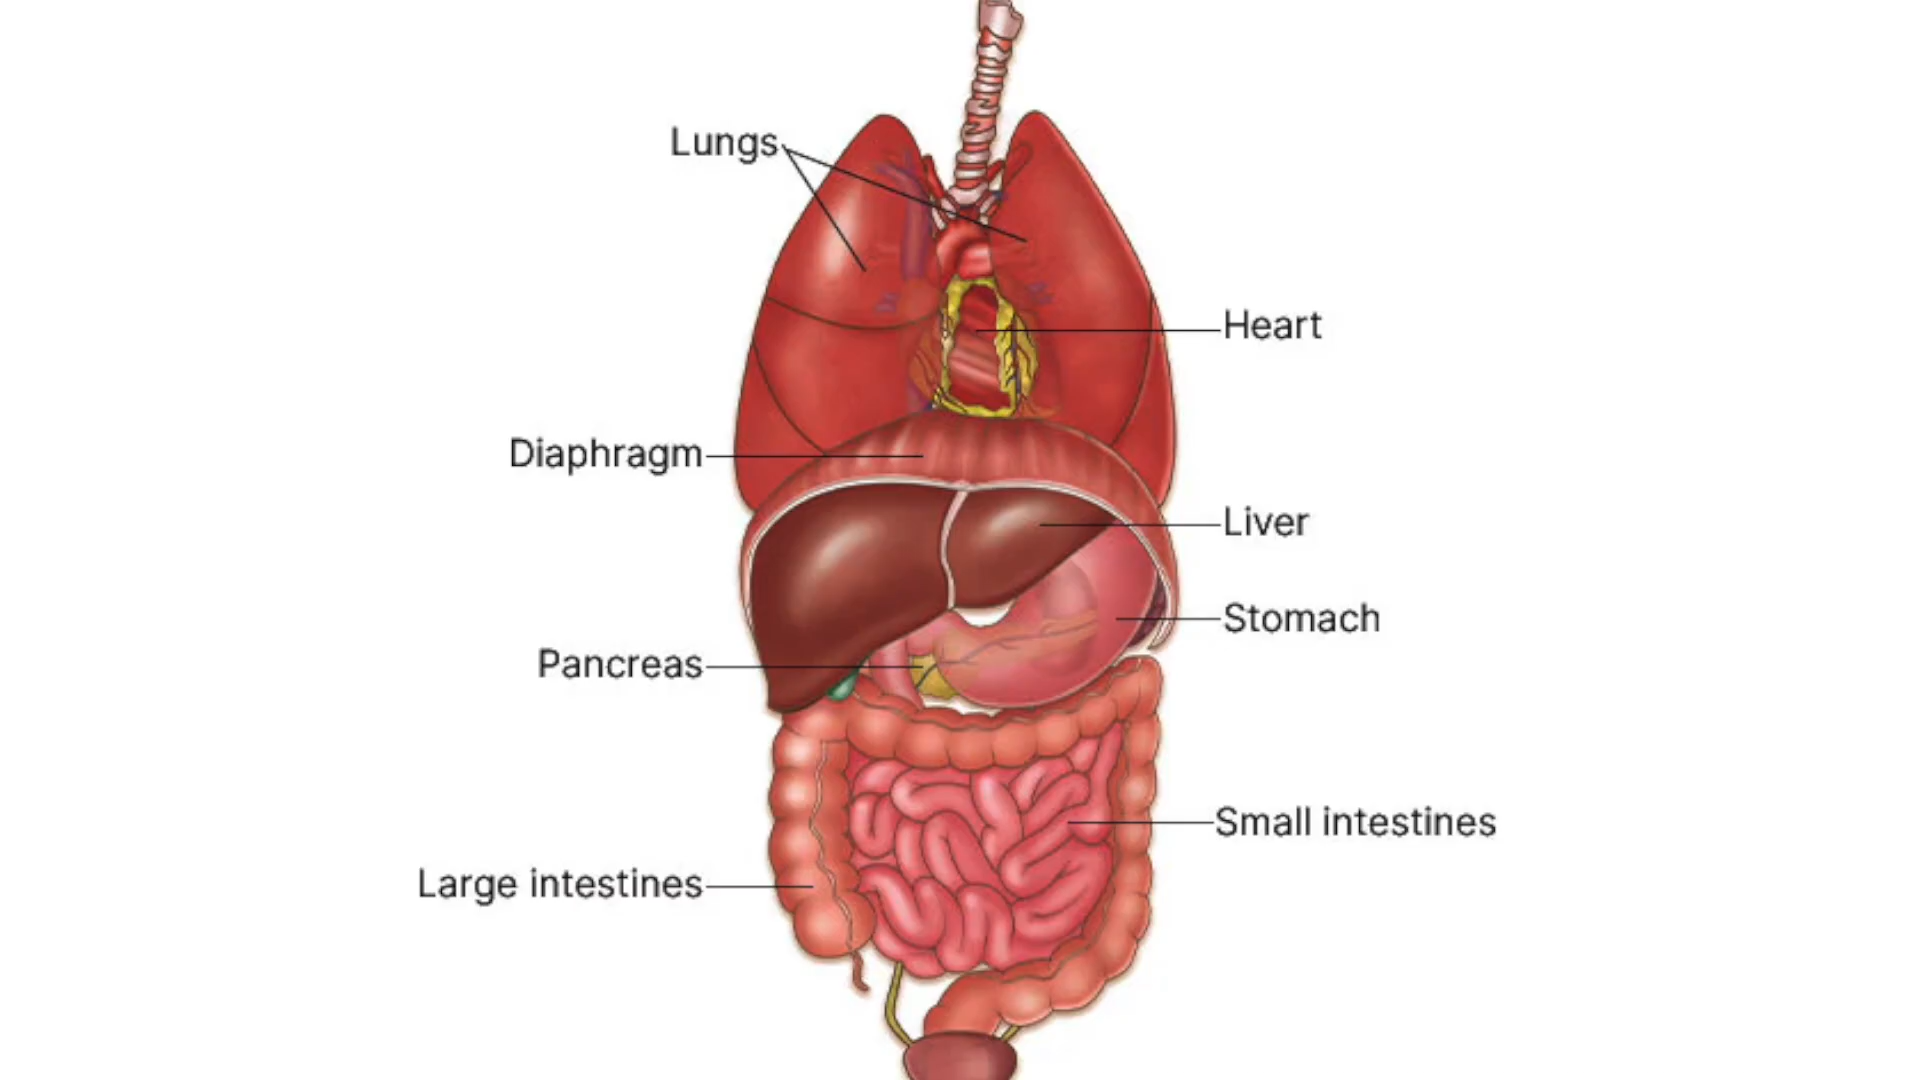 Lungs
Heart
Diaphragm
Liver
Stomach
Pancreas
Small intestines
Large intestines